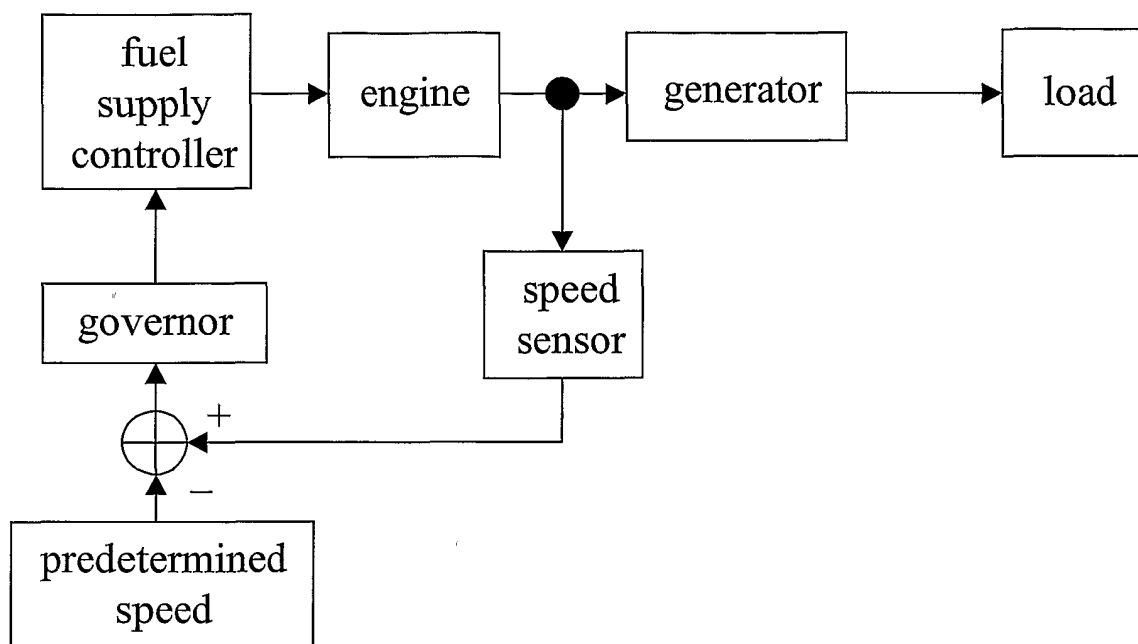 fuel
supply
controller
engine
generator
load
speed
sensor
governor
+
−
predetermined
speed